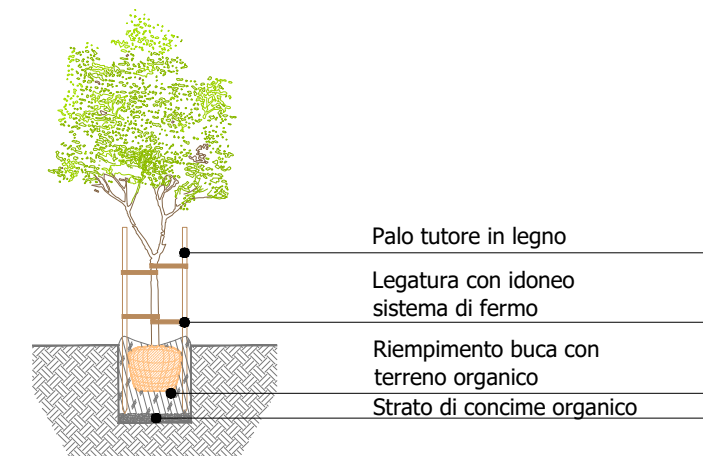 Palo tutore in legno
Legatura con idoneo
sistema di fermo
Riempimento buca con
terreno organico
Strato di concime organico